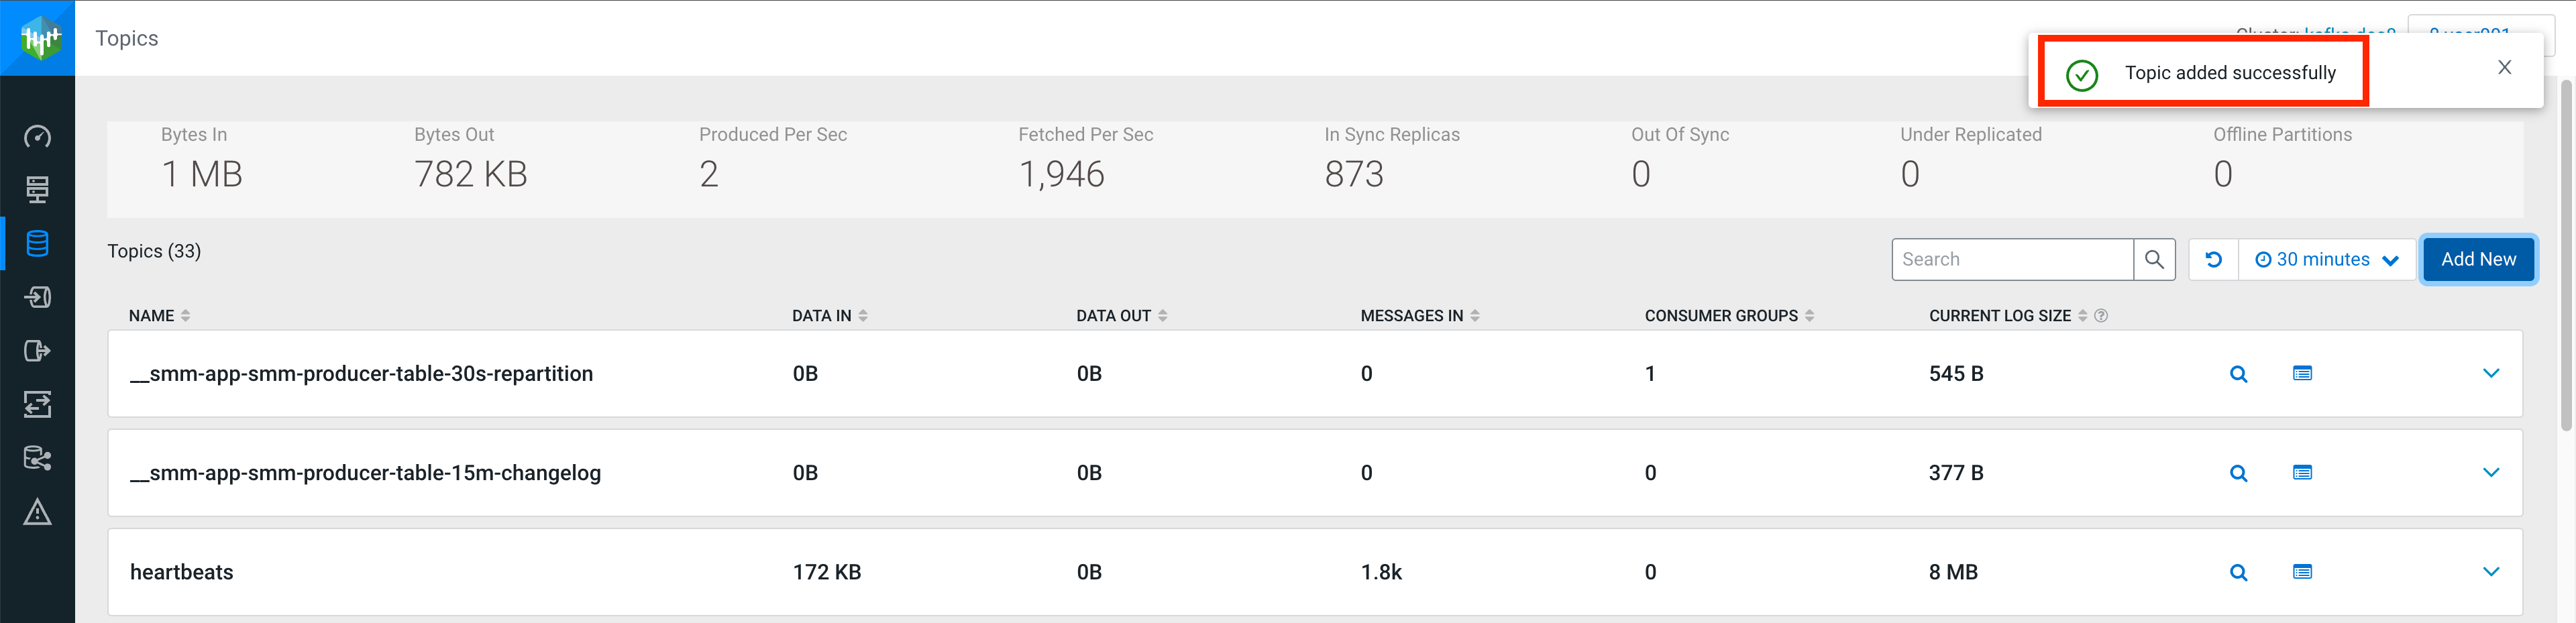 Topics
Topic added successfully
X
Bytes In Bytes Out Produced Per Sec Fetched Per Sec In Sync Replicas Out Of Sync Under Replicated Offline Partitions
1 MB 782 KB 2 1,946 873 0 0 0
Topics (33)
Search 30 minutes Add New
NAME DATA IN DATA OUT MESSAGES IN CONSUMER GROUPS CURRENT LOG SIZE ?
__smm-app-smm-producer-table-30s-repartition 0B 0B 0 1 545 B
__smm-app-smm-producer-table-15m-changelog 0B 0B 0 0 377 B
heartbeats 172 KB 0B 1.8k 0 8 MB